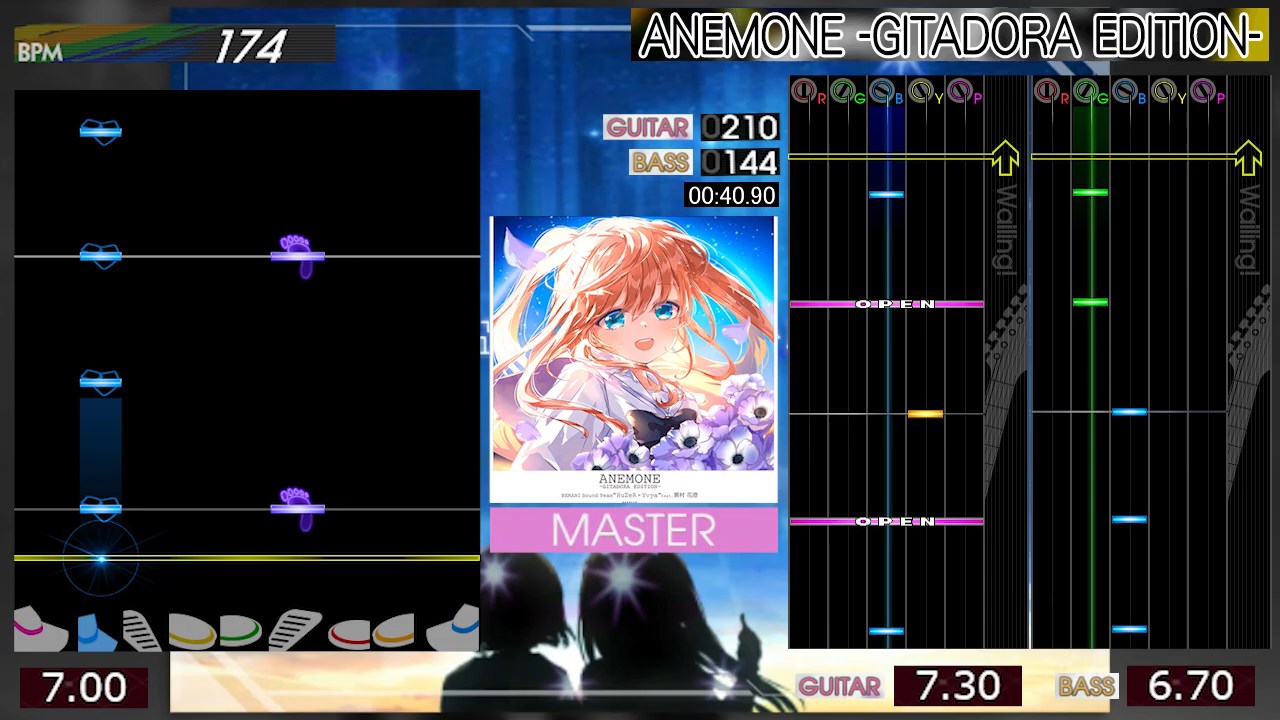 BPM 174
ANEMONE -GITADORA EDITION-
R G B Y P R G B Y P
GUITAR 0210
BASS 0144
00:40.90
Wailing!
Wailing!
OPEN
OPEN
ANEMONE
-GITADORA EDITION-
MASTER
7.00
GUITAR 7.30
BASS 6.70